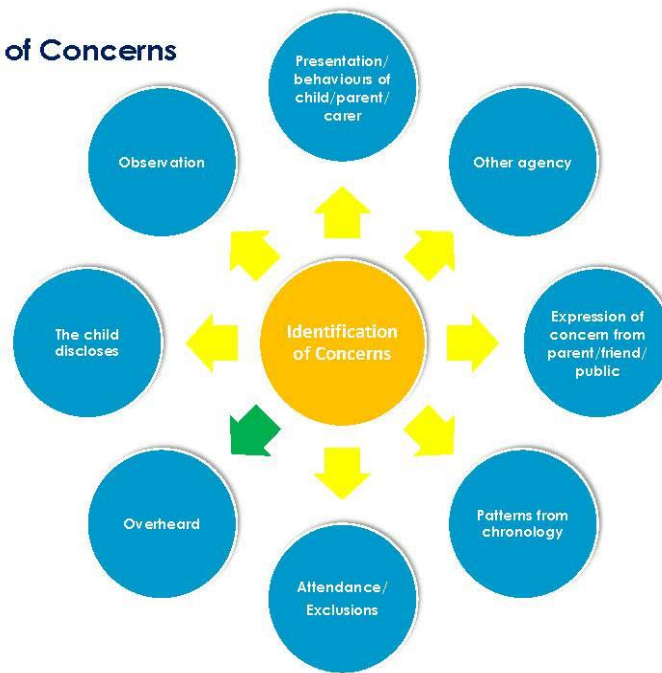 of Concerns
Presentation/
behaviours of
child/parent/
carer
Observation
Other agency
The child
discloses
Identification
of Concerns
Expression of
concern from
parent/friend/
public
Overheard
Patterns from
chronology
Attendance/
Exclusions